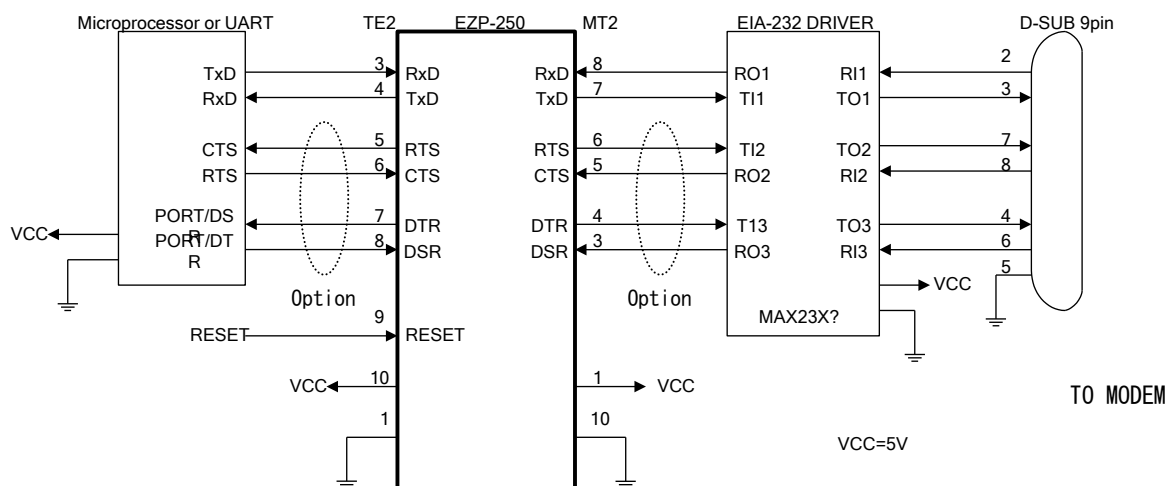 Microprocessor or UART TE2 EZP-250 MT2 EIA-232 DRIVER D-SUB 9pin
TxD 3 RxD RxD 8 RO1 RI1 2
RxD 4 TxD TxD 7 TI1 TO1 3
CTS 5 RTS RTS 6 TI2 TO2 7
RTS 6 CTS CTS 5 RO2 RI2 8
PORT/DS
R 7 DTR DTR 4 T13 TO3 4
VCC
PORT/DT
R 8 DSR DSR 3 RO3 RI3 6
5
Option Option VCC
9 MAX23X?
RESET RESET
VCC 10 1 VCC
TO MODEM
1 10
VCC=5V